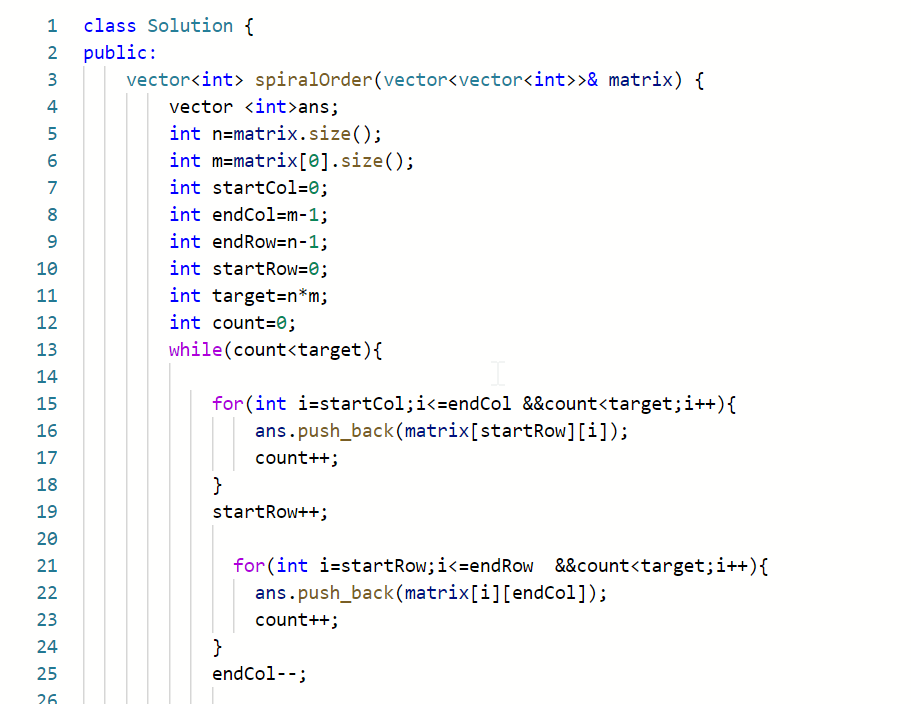 1 class Solution {
2 public:
3 vector<int> spiralOrder(vector<vector<int>>& matrix) {
4 vector <int>ans;
5 int n=matrix.size();
6 int m=matrix[0].size();
7 int startCol=0;
8 int endCol=m-1;
9 int endRow=n-1;
10 int startRow=0;
11 int target=n*m;
12 int count=0;
13 while(count<target){
14
15 for(int i=startCol;i<=endCol &&count<target;i++){
16 ans.push_back(matrix[startRow][i]);
17 count++;
18 }
19 startRow++;
20
21 for(int i=startRow;i<=endRow  &&count<target;i++){
22 ans.push_back(matrix[i][endCol]);
23 count++;
24 }
25 endCol--;
26